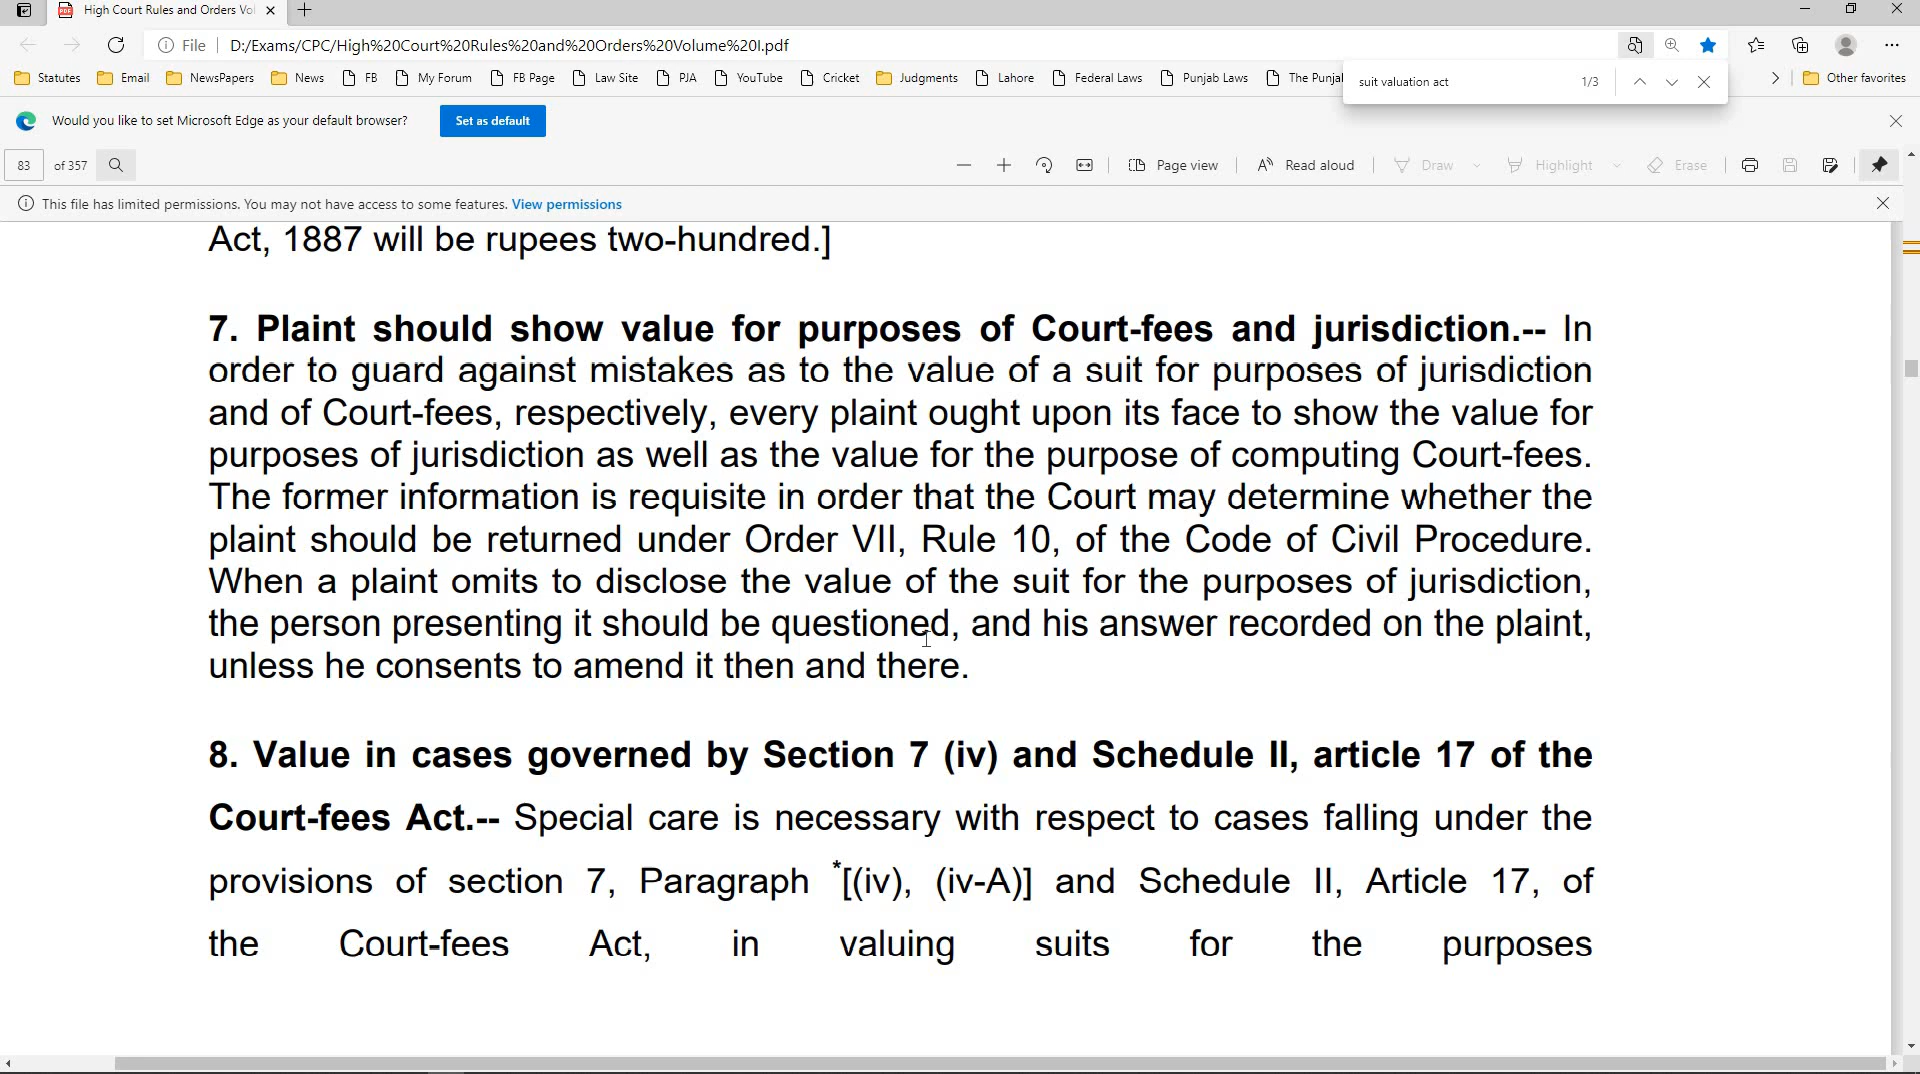 High Court Rules and Orders Vol
File
D:/Exams/CPC/High%20Court%20Rules%20and%20Orders%20Volume%20I.pdf
Statutes Email NewsPapers News FB My Forum FB Page Law Site PJA YouTube Cricket Judgments Lahore Federal Laws Punjab Laws The Punjab Other favorites
suit valuation act 1/3
Would you like to set Microsoft Edge as your default browser? Set as default
83 of 357 Page view Read aloud Draw Highlight Erase
This file has limited permissions. You may not have access to some features. View permissions
Act, 1887 will be rupees two-hundred.]
7. Plaint should show value for purposes of Court-fees and jurisdiction.-- In
order to guard against mistakes as to the value of a suit for purposes of jurisdiction
and of Court-fees, respectively, every plaint ought upon its face to show the value for
purposes of jurisdiction as well as the value for the purpose of computing Court-fees.
The former information is requisite in order that the Court may determine whether the
plaint should be returned under Order VII, Rule 10, of the Code of Civil Procedure.
When a plaint omits to disclose the value of the suit for the purposes of jurisdiction,
the person presenting it should be questioned, and his answer recorded on the plaint,
unless he consents to amend it then and there.
8. Value in cases governed by Section 7 (iv) and Schedule II, article 17 of the
Court-fees Act.-- Special care is necessary with respect to cases falling under the
provisions of section 7, Paragraph *[(iv), (iv-A)] and Schedule II, Article 17, of
the Court-fees Act, in valuing suits for the purposes